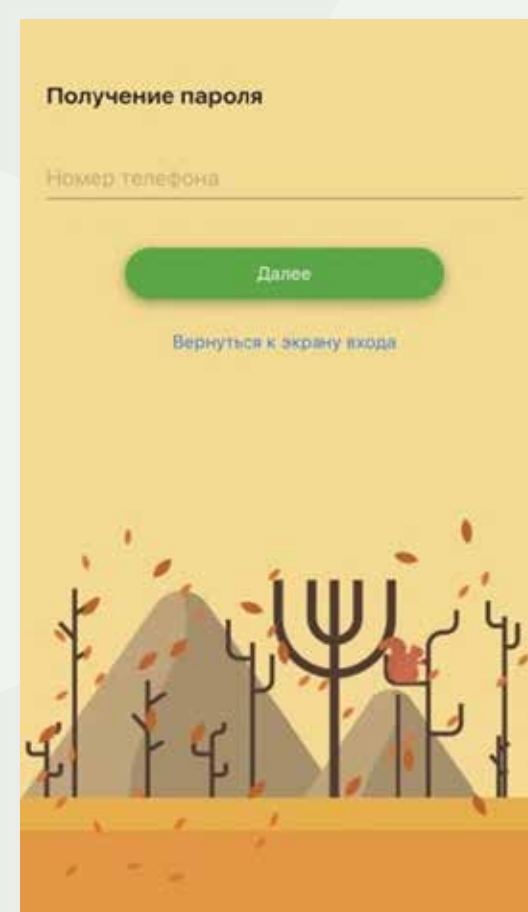 Получение пароля
Номер телефона
Далее
Вернуться к экрану входа